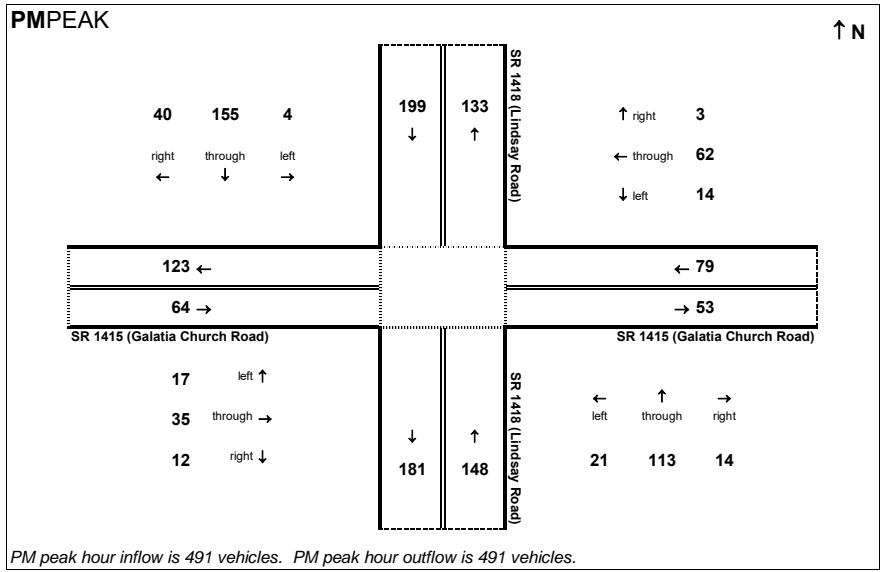 PMPEAK
↑ N
SR 1418 (Lindsay Road)
199 133
↓ ↑
40 155 4
right through left
← ↓ →
↑ right 3
← through 62
↓ left 14
123 ←
← 79
64 →
→ 53
SR 1415 (Galatia Church Road)
SR 1415 (Galatia Church Road)
17 left ↑
35 through →
12 right ↓
↓ ↑
181 148
SR 1418 (Lindsay Road)
← ↑ →
left through right
21 113 14
PM peak hour inflow is 491 vehicles. PM peak hour outflow is 491 vehicles.